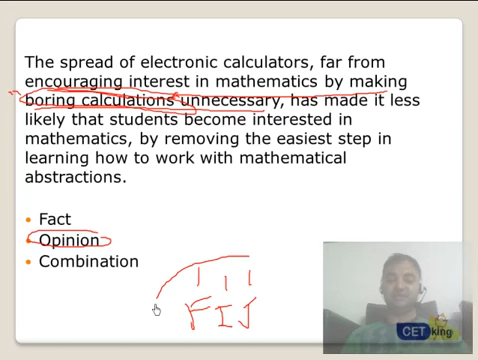 The spread of electronic calculators, far from
encouraging interest in mathematics by making
boring calculations unnecessary, has made it less
likely that students become interested in
mathematics, by removing the easiest step in
learning how to work with mathematical
abstractions.
Fact
Opinion
Combination
FIJ
CETking